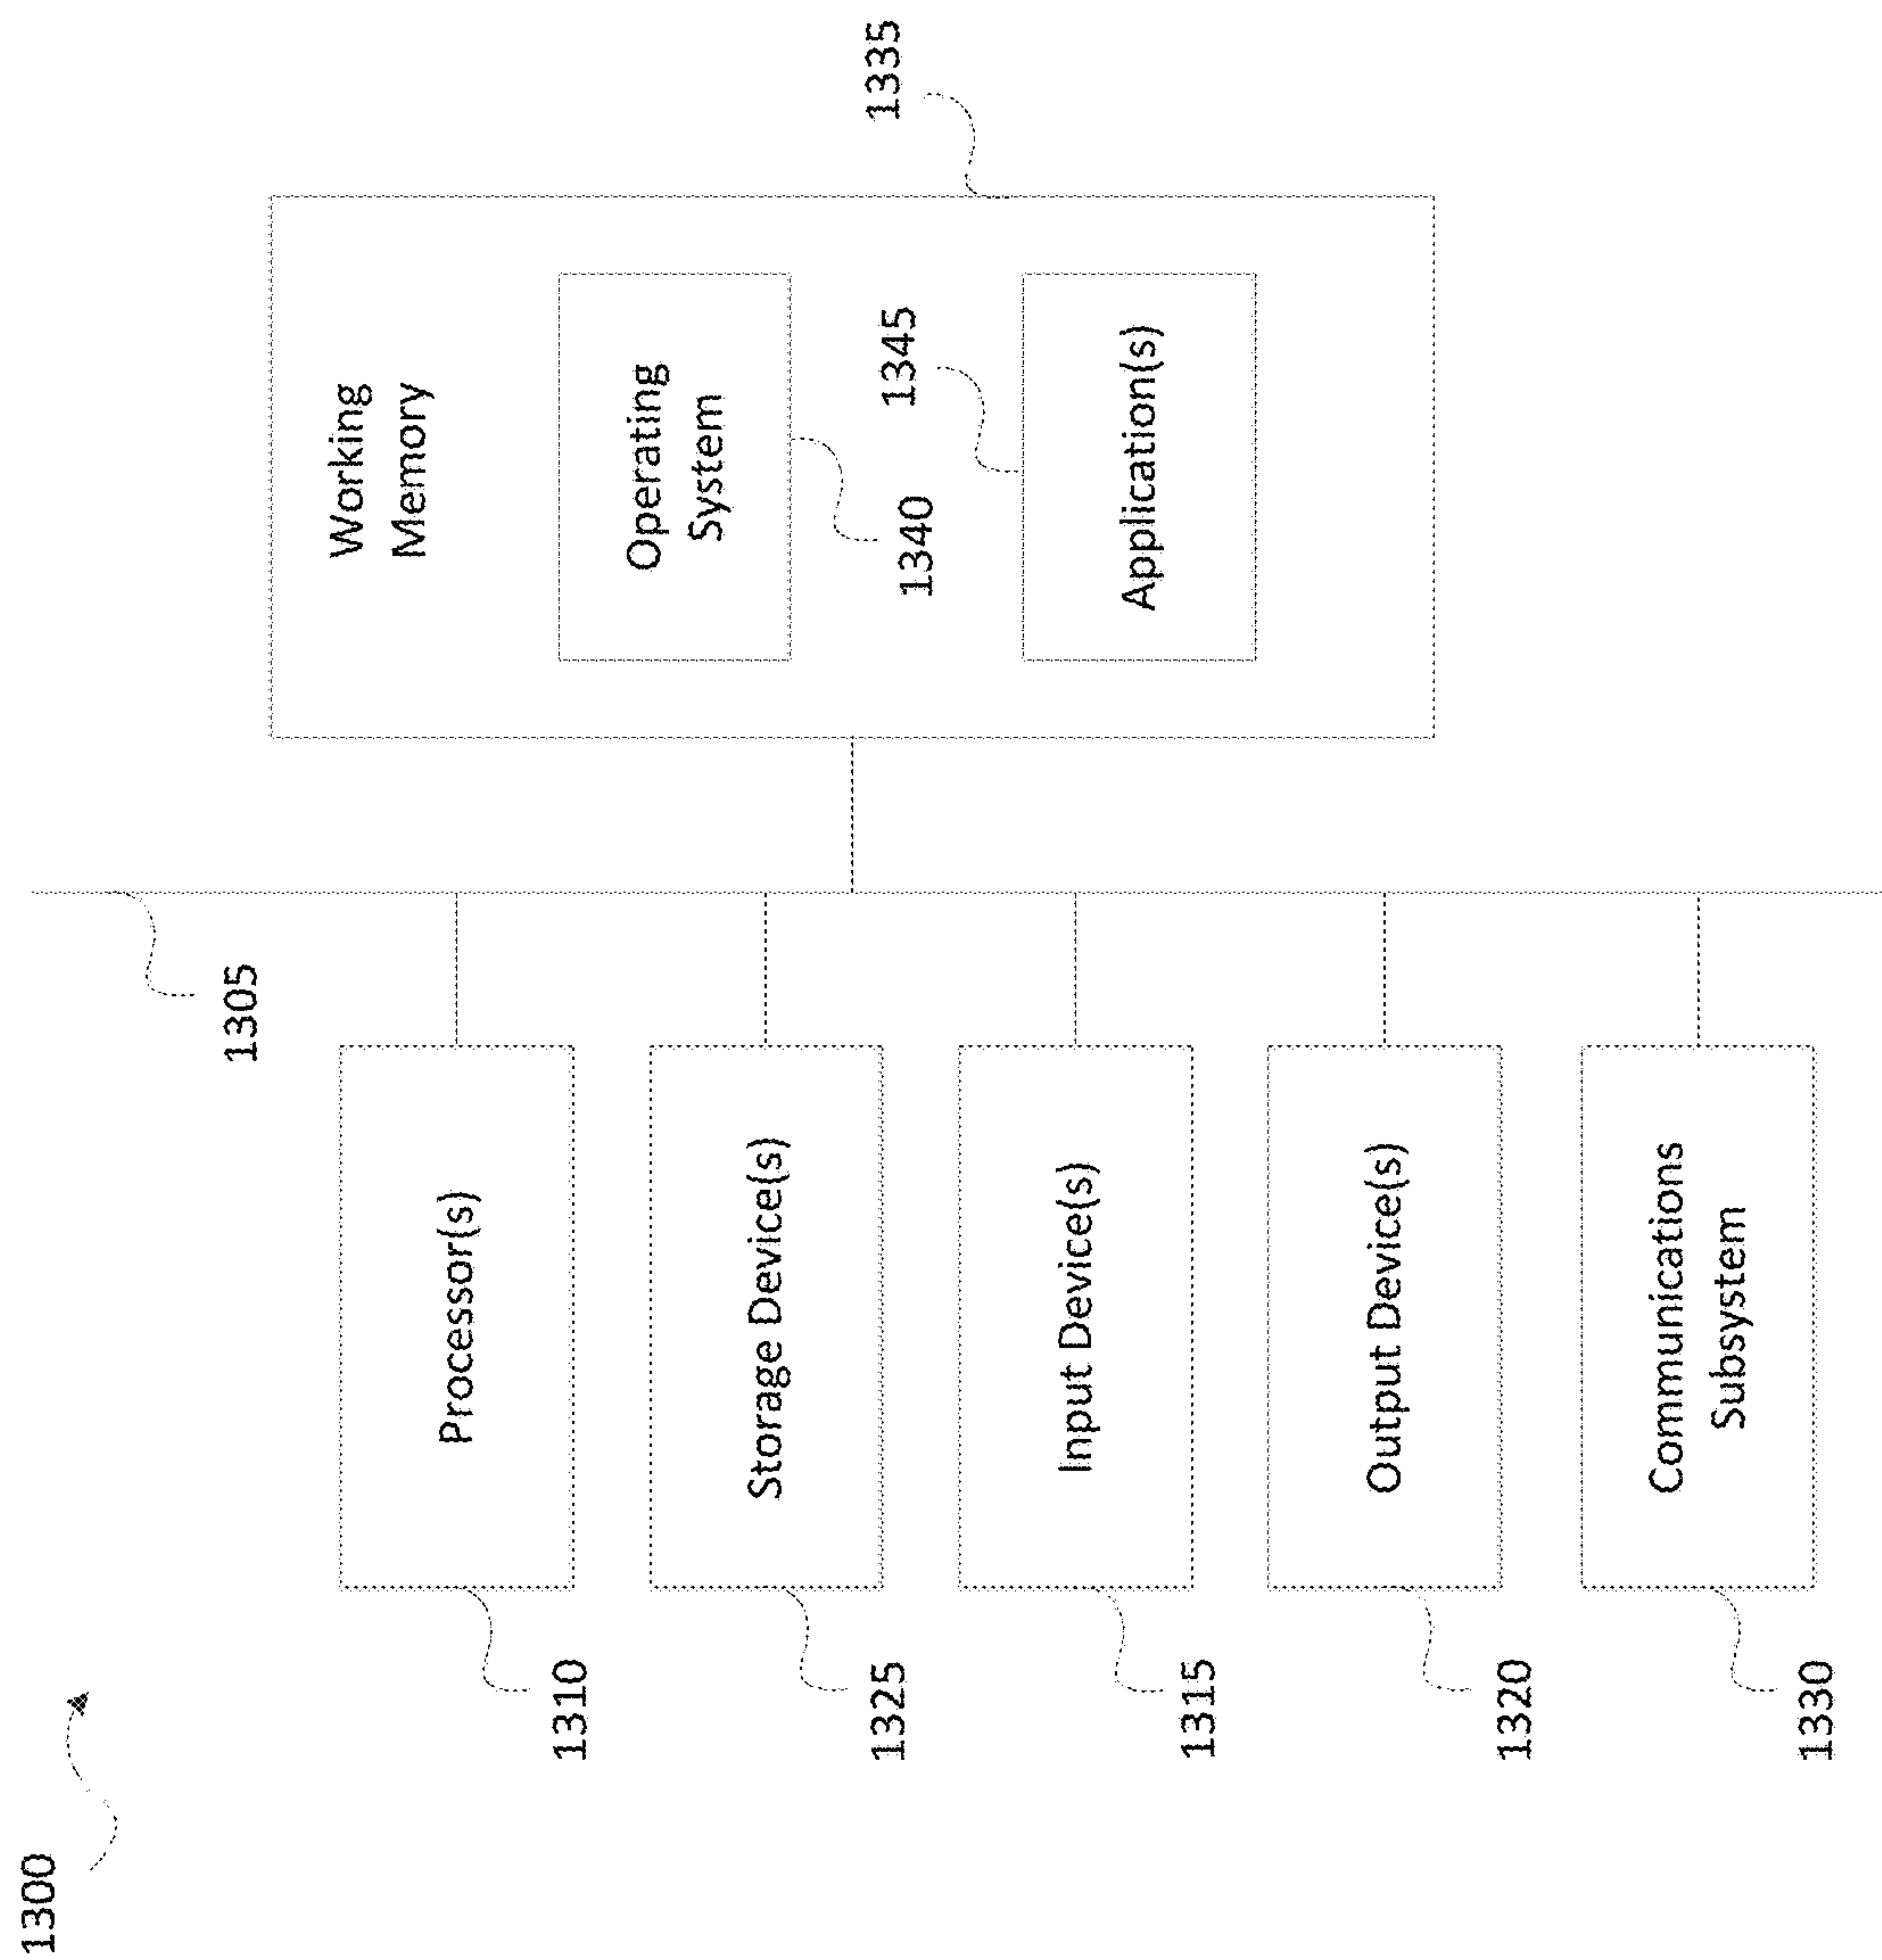 1300
1305
Processor(s)
1310
Storage Device(s)
1325
Input Device(s)
1315
Output Device(s)
1320
Communications
Subsystem
1330
Working
Memory
Operating
System
1340
1345
Application(s)
1335